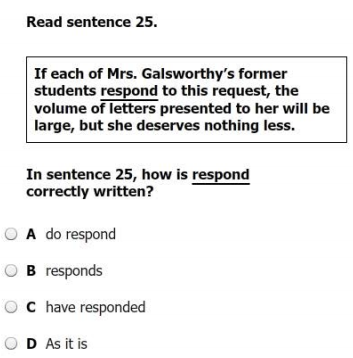 Read sentence 25.
If each of Mrs. Galsworthy's former
students respond to this request, the
volume of letters presented to her will be
large, but she deserves nothing less.
In sentence 25, how is respond
correctly written?
A do respond
B responds
C have responded
D As it is